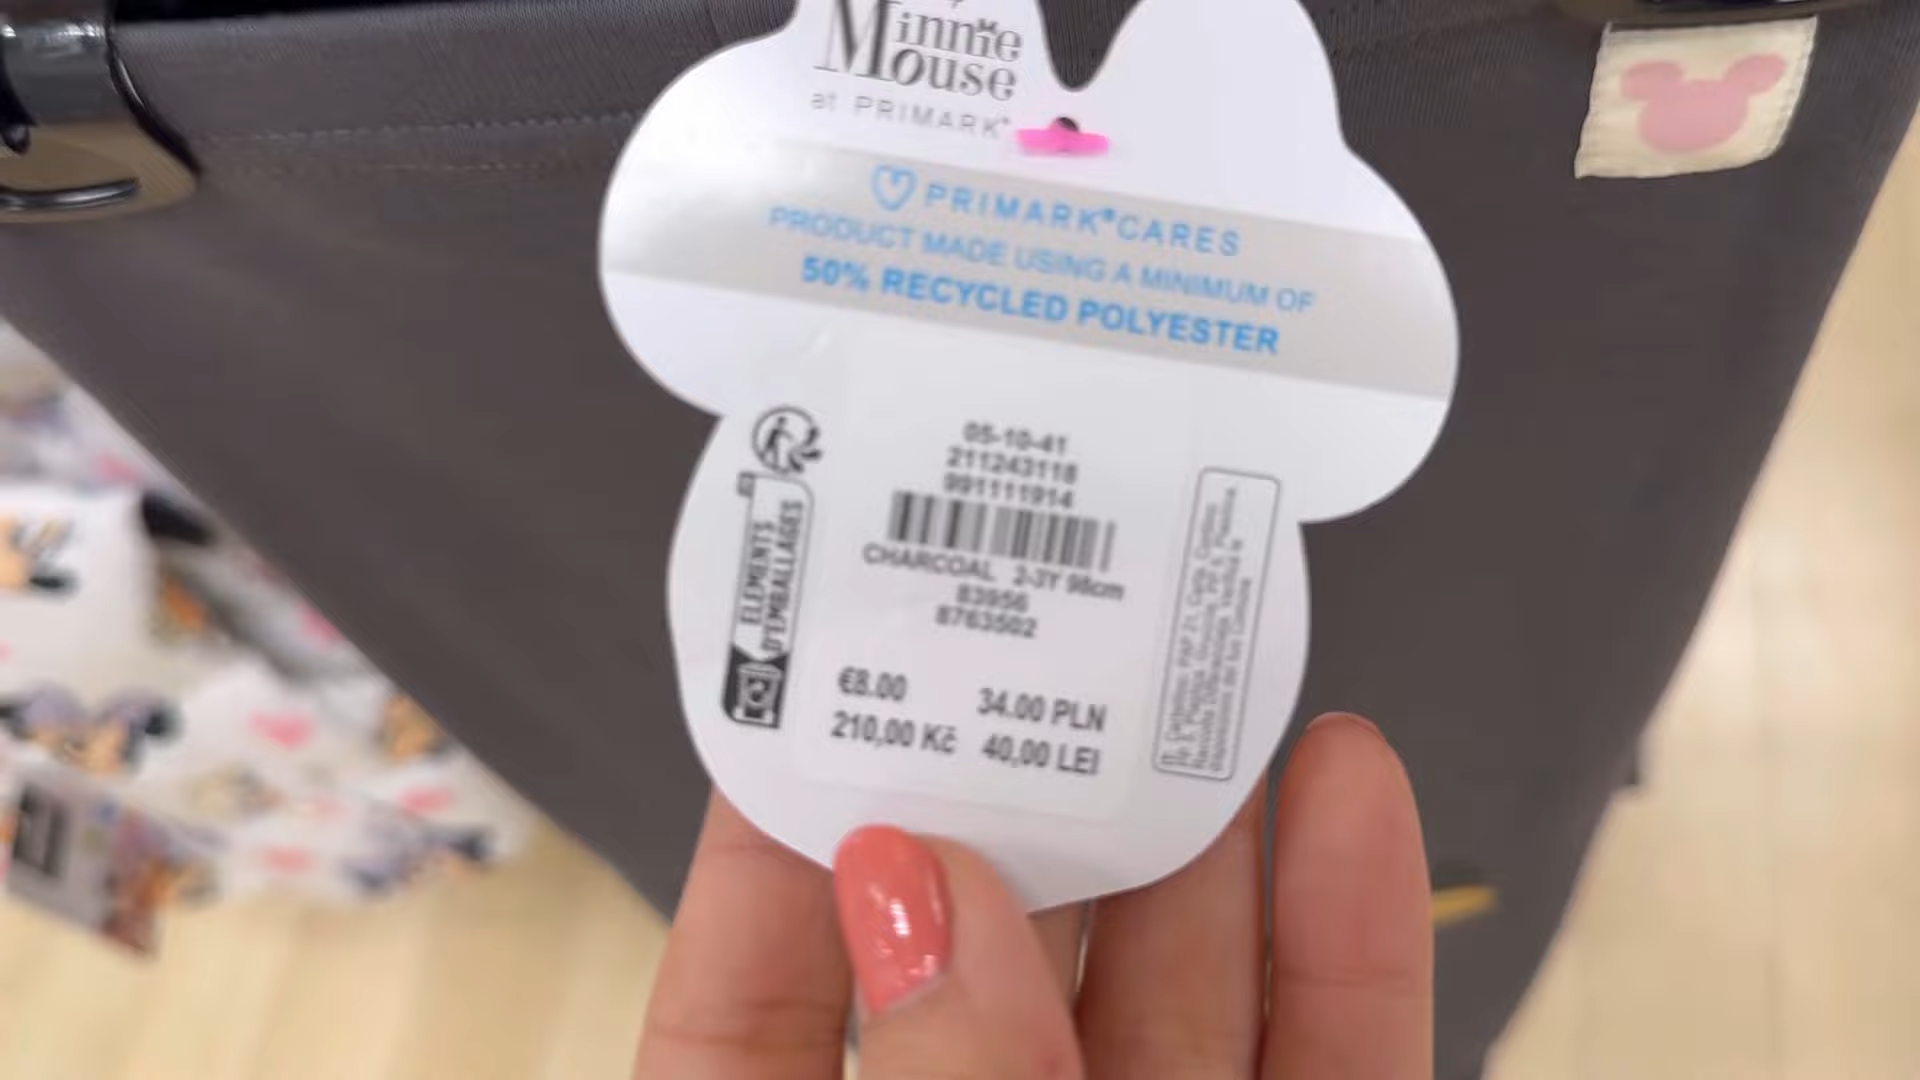 Minnie
Mouse
at PRIMARK®
PRIMARK®CARES
PRODUCT MADE USING A MINIMUM OF
50% RECYCLED POLYESTER
05-10-41
211243118
991111914
CHARCOAL 2-3Y 98cm
83956
8763502
€8.00 34.00 PLN
210,00 Kč 40,00 LEI
ELEMENTS
D'EMBALLAGES